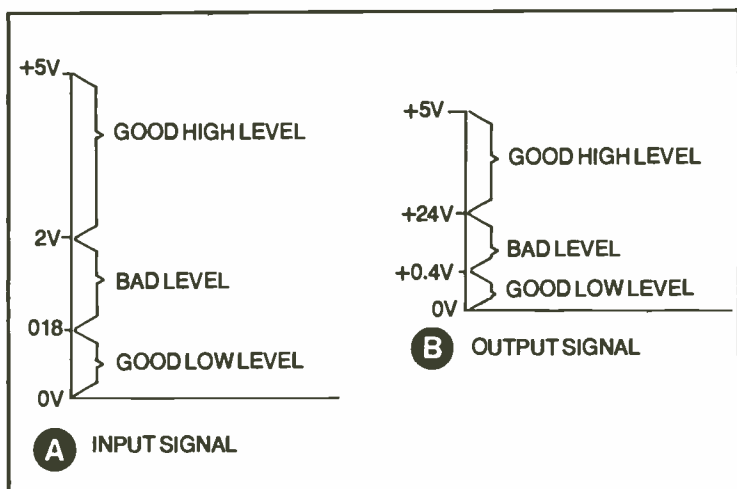 +5V
GOOD HIGH LEVEL
2V
BAD LEVEL
018
GOOD LOW LEVEL
0V
A INPUT SIGNAL
+5V
GOOD HIGH LEVEL
+24V
BAD LEVEL
+0.4V
GOOD LOW LEVEL
0V
B OUTPUT SIGNAL